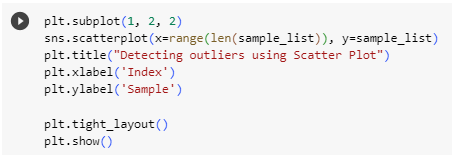 plt.subplot(1, 2, 2)
sns.scatterplot(x=range(len(sample_list)), y=sample_list)
plt.title("Detecting outliers using Scatter Plot")
plt.xlabel('Index')
plt.ylabel('Sample')

plt.tight_layout()
plt.show()